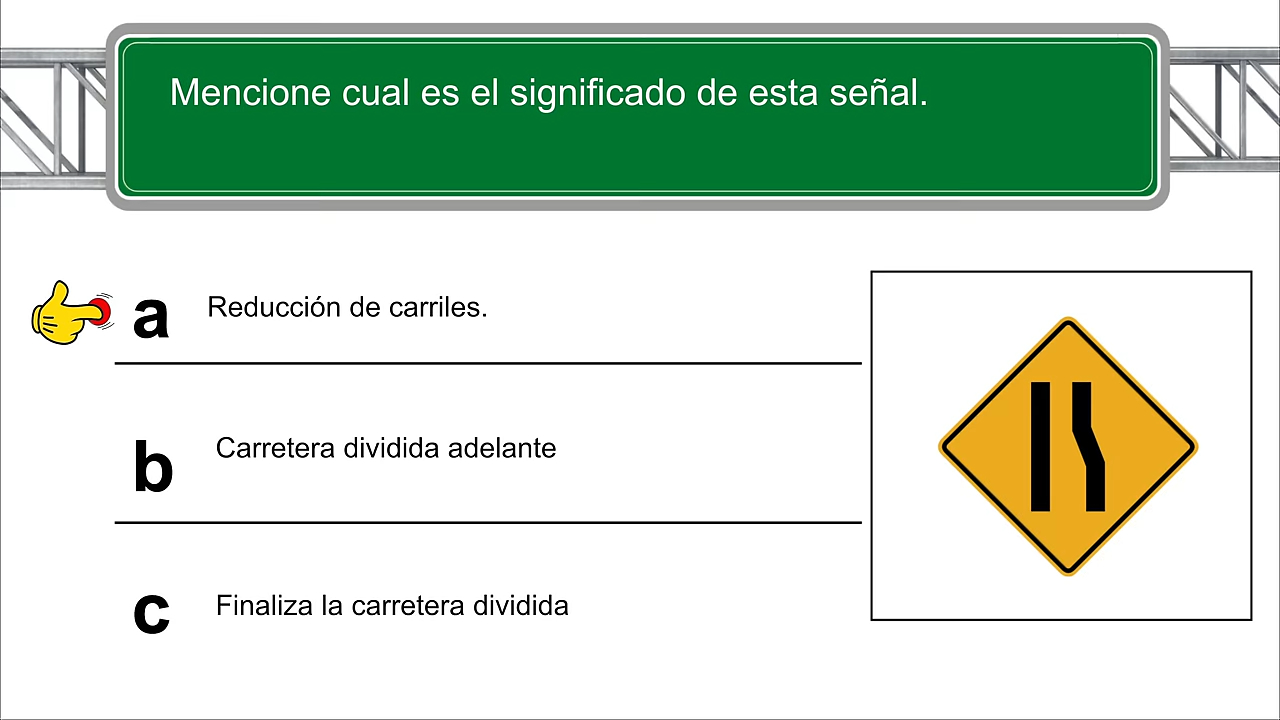 Mencione cual es el significado de esta señal.
a Reducción de carriles.
b Carretera dividida adelante
c Finaliza la carretera dividida